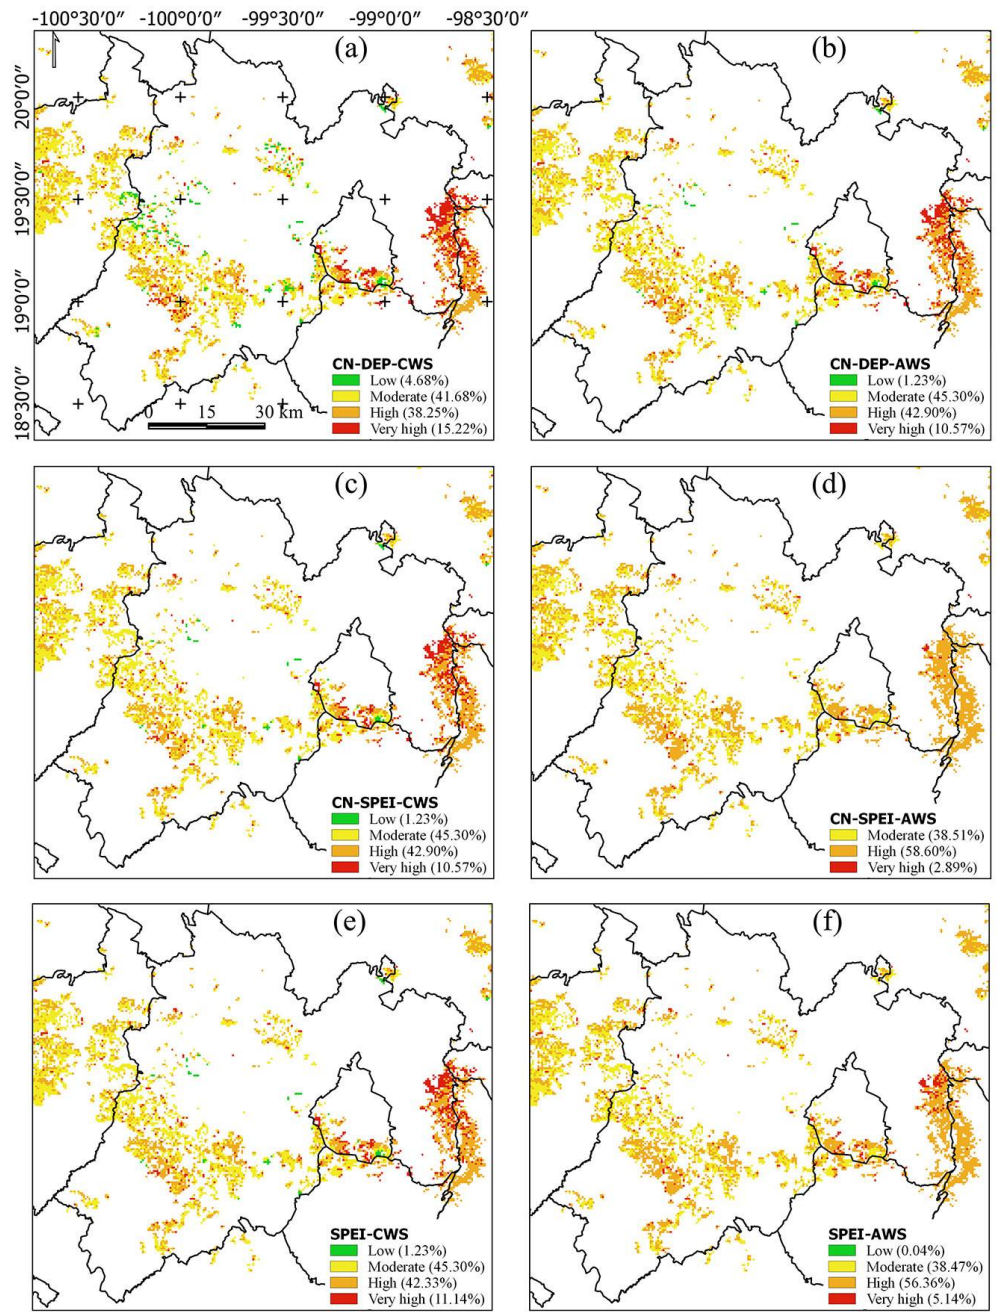 -100°30′0″ -100°0′0″ -99°30′0″ -99°0′0″ -98°30′0″
(a)
(b)
20°0′0″
19°30′0″
19°0′0″
18°30′0″
CN-DEP-CWS
Low (4.68%)
Moderate (41.68%)
High (38.25%)
Very high (15.22%)
0 15 30 km
CN-DEP-AWS
Low (1.23%)
Moderate (45.30%)
High (42.90%)
Very high (10.57%)
(c)
(d)
CN-SPEI-CWS
Low (1.23%)
Moderate (45.30%)
High (42.90%)
Very high (10.57%)
CN-SPEI-AWS
Moderate (38.51%)
High (58.60%)
Very high (2.89%)
(e)
(f)
SPEI-CWS
Low (1.23%)
Moderate (45.30%)
High (42.33%)
Very high (11.14%)
SPEI-AWS
Low (0.04%)
Moderate (38.47%)
High (56.36%)
Very high (5.14%)